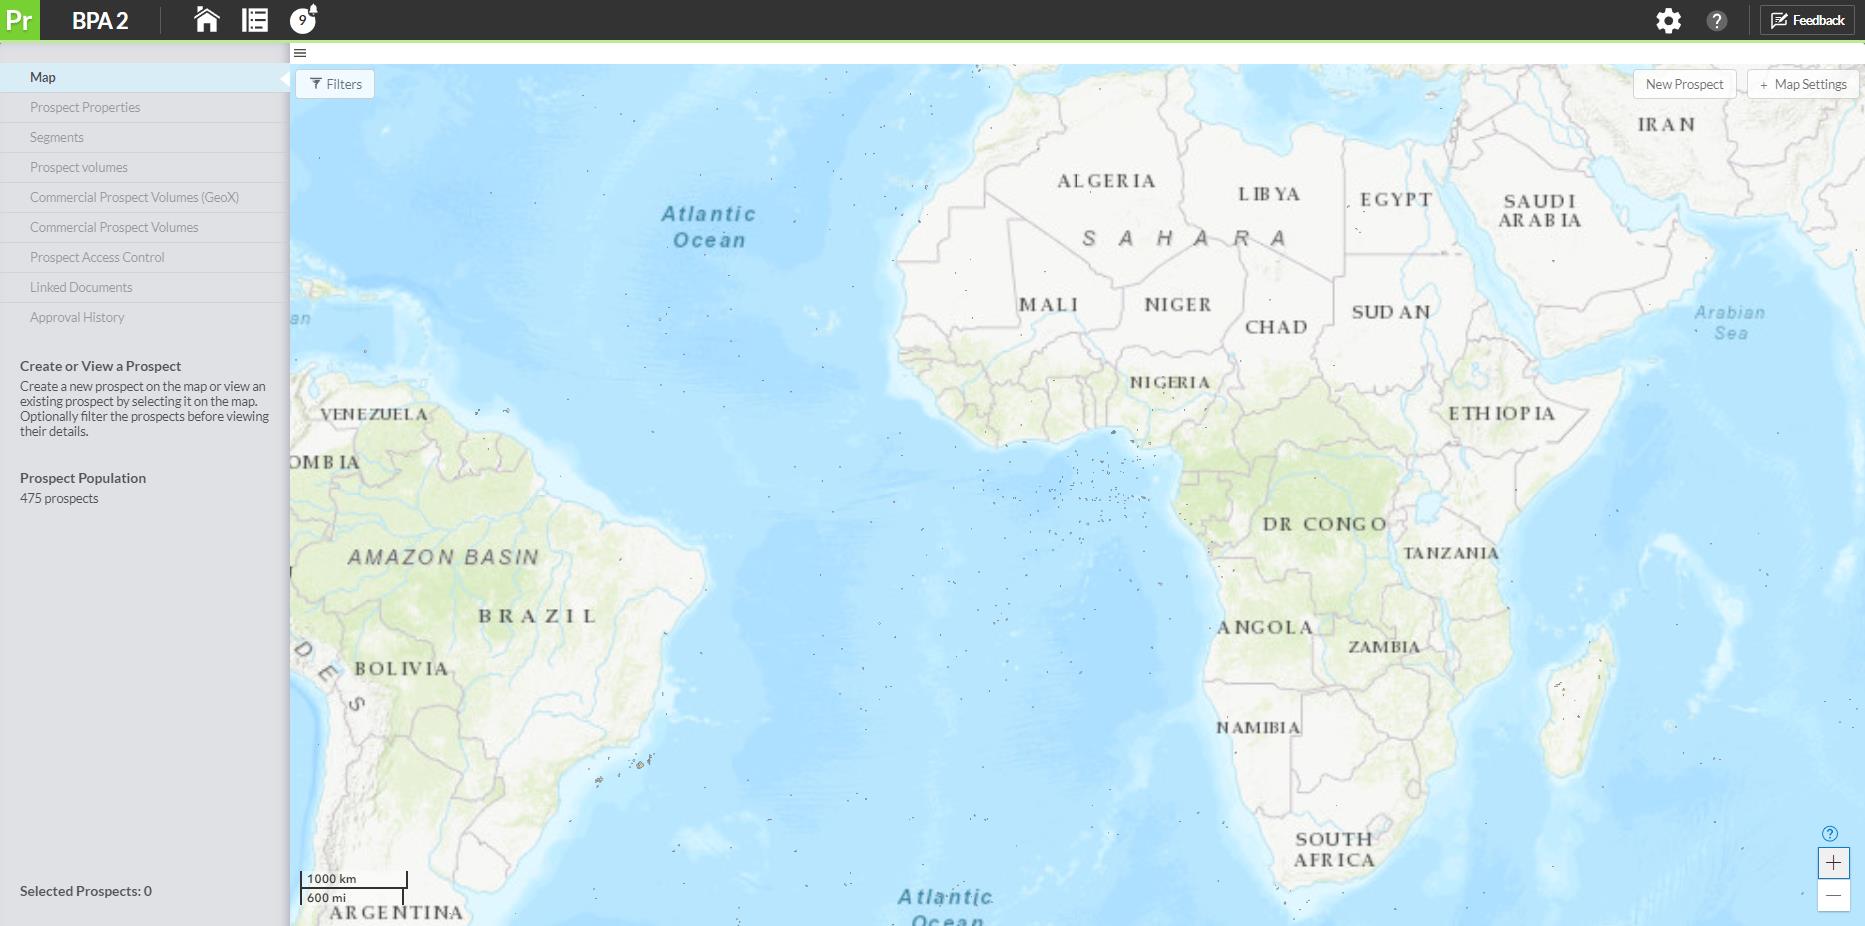 Pr BPA 2 9 ? Feedback
Map
Prospect Properties
Segments
Prospect volumes
Commercial Prospect Volumes (GeoX)
Commercial Prospect Volumes
Prospect Access Control
Linked Documents
Approval History
Create or View a Prospect
Create a new prospect on the map or view an
existing prospect by selecting it on the map.
Optionally filter the prospects before viewing
their details.
Prospect Population
475 prospects
Selected Prospects: 0
Filters
New Prospect
+ Map Settings
IRAN
ALGERIA
LIBYA
EGYPT
SAUDI
ARABIA
Atlantic
Ocean
SAHARA
MALI
NIGER
CHAD
SUDAN
Arabian
Sea
an
NIGERIA
ETHIOPIA
VENEZUELA
OMBIA
DR CONGO
TANZANIA
AMAZON BASIN
BRAZIL
ANGOLA
ZAMBIA
BOLIVIA
DES
NAMIBIA
SOUTH
AFRICA
?
+
−
1000 km
600 mi
Atlantic
Ocean
ARGENTINA